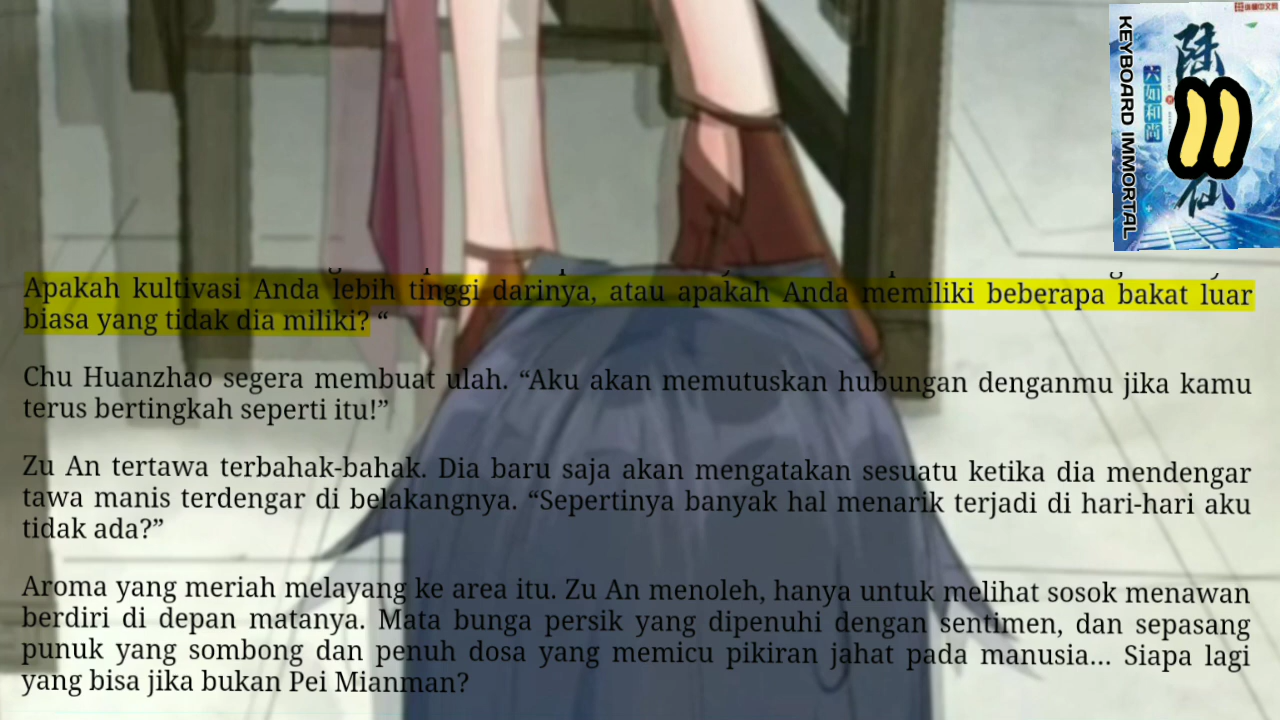 KEYBOARD IMMORTAL
陆
仙
六如和尚
Apakah kultivasi Anda lebih tinggi darinya, atau apakah Anda memiliki beberapa bakat luar
biasa yang tidak dia miliki? “
Chu Huanzhao segera membuat ulah. “Aku akan memutuskan hubungan denganmu jika kamu
terus bertingkah seperti itu!”
Zu An tertawa terbahak-bahak. Dia baru saja akan mengatakan sesuatu ketika dia mendengar
tawa manis terdengar di belakangnya. “Sepertinya banyak hal menarik terjadi di hari-hari aku
tidak ada?”
Aroma yang meriah melayang ke area itu. Zu An menoleh, hanya untuk melihat sosok menawan
berdiri di depan matanya. Mata bunga persik yang dipenuhi dengan sentimen, dan sepasang
punuk yang sombong dan penuh dosa yang memicu pikiran jahat pada manusia... Siapa lagi
yang bisa jika bukan Pei Mianman?